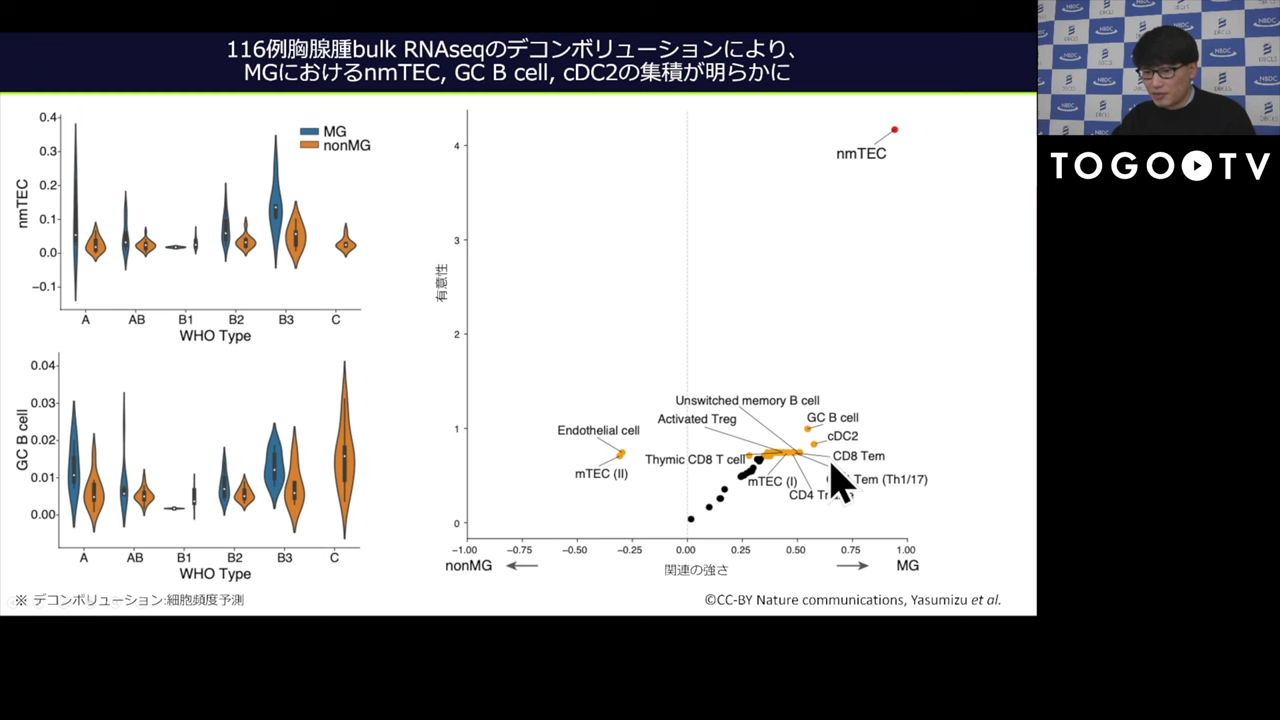 116例胸腺腫bulk RNAseqのデコンボリューションにより、
MGにおけるnmTEC, GC B cell, cDC2の集積が明らかに
TOGO TV
0.4
0.3
0.2
0.1
0.0
−0.1
nmTEC
MG
nonMG
A
AB
B1
B2
B3
C
WHO Type
0.04
0.03
0.02
0.01
0.00
GC B cell
A
AB
B1
B2
B3
C
WHO Type
※ デコンボリューション:細胞頻度予測
4
3
2
1
0
有意性
nmTEC
Unswitched memory B cell
Activated Treg
GC B cell
Endothelial cell
cDC2
Thymic CD8 T cell
CD8 Tem
mTEC (II)
mTEC (I)
Tem (Th1/17)
CD4
−1.00
−0.75
−0.50
−0.25
0.00
0.25
0.50
0.75
1.00
nonMG
関連の強さ
MG
©CC-BY Nature communications, Yasumizu et al.
NBDC
DBCLS